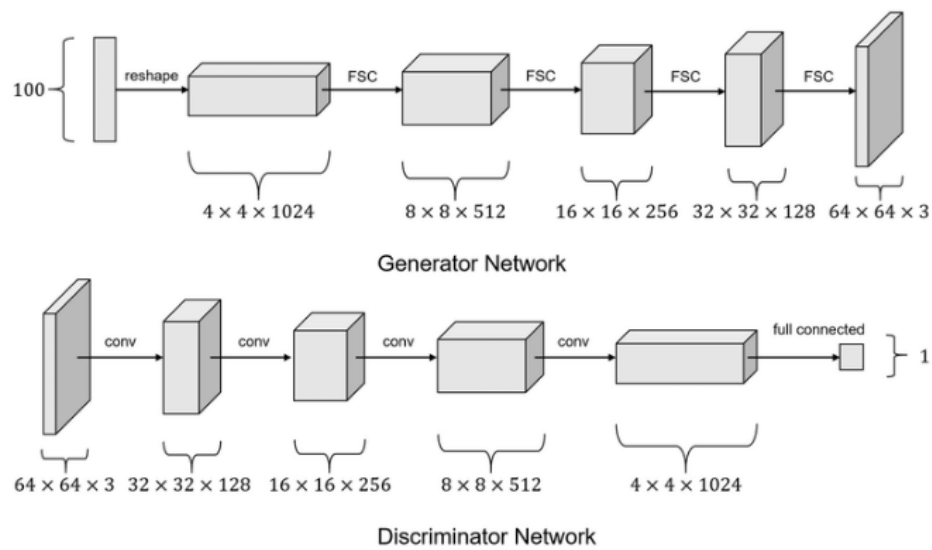 100
reshape
FSC
FSC
FSC
FSC
4 × 4 × 1024
8 × 8 × 512
16 × 16 × 256
32 × 32 × 128
64 × 64 × 3
Generator Network
conv
conv
conv
conv
full connected
1
64 × 64 × 3
32 × 32 × 128
16 × 16 × 256
8 × 8 × 512
4 × 4 × 1024
Discriminator Network